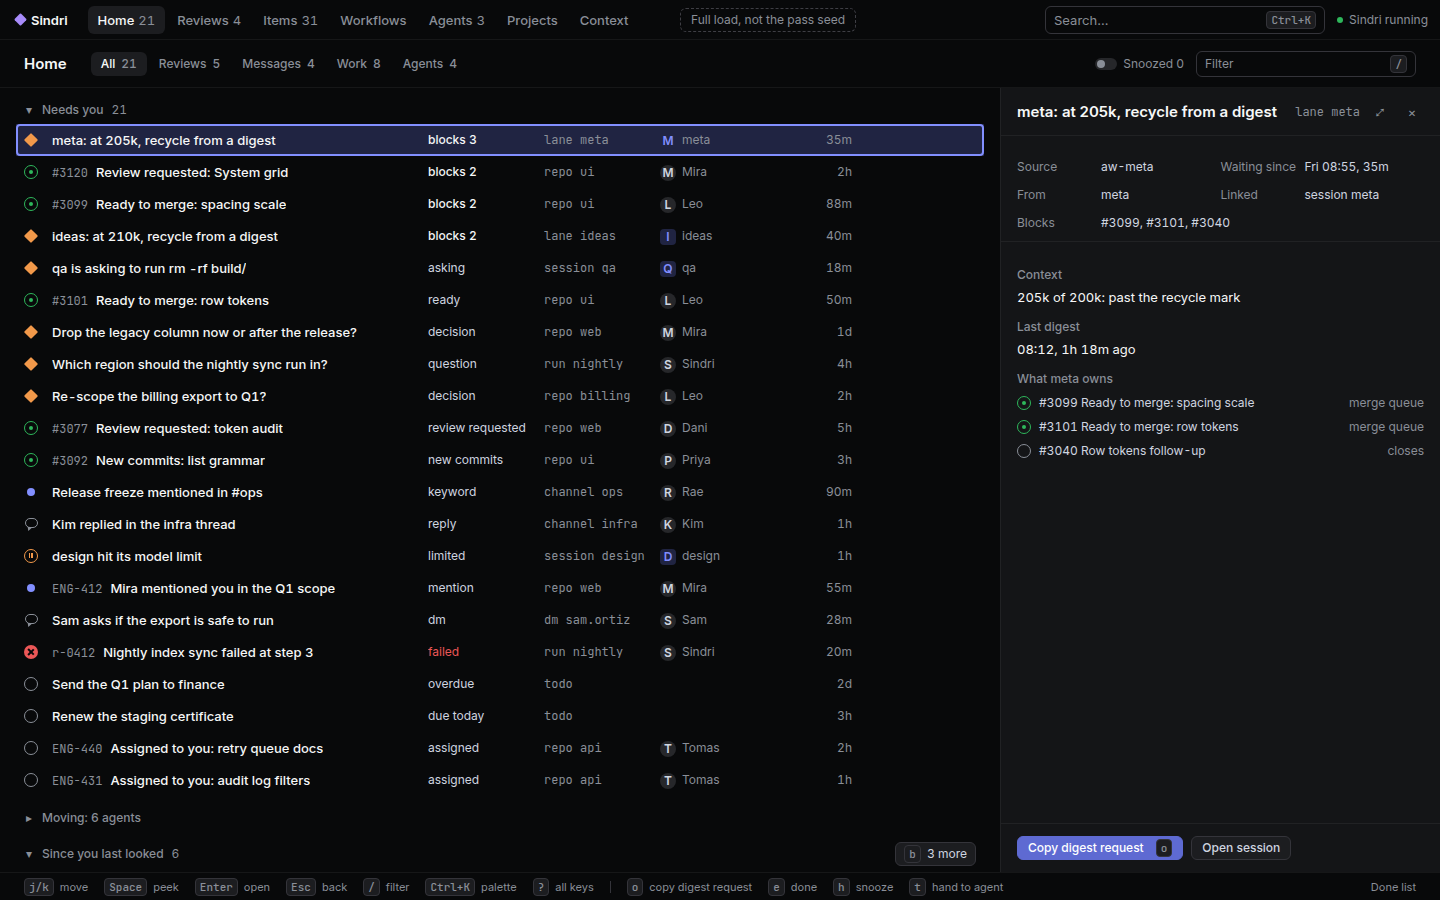 Sindri Home 21 Reviews 4 Items 31 Workflows Agents 3 Projects Context Full load, not the pass seed Search... Ctrl+K Sindri running
Home All 21 Reviews 5 Messages 4 Work 8 Agents 4 Snoozed 0 Filter /
Needs you 21
meta: at 205k, recycle from a digest blocks 3 lane meta M meta 35m
#3120 Review requested: System grid blocks 2 repo ui M Mira 2h
#3099 Ready to merge: spacing scale blocks 2 repo ui L Leo 88m
ideas: at 210k, recycle from a digest blocks 2 lane ideas I ideas 40m
qa is asking to run rm -rf build/ asking session qa Q qa 18m
#3101 Ready to merge: row tokens ready repo ui L Leo 50m
Drop the legacy column now or after the release? decision repo web M Mira 1d
Which region should the nightly sync run in? question run nightly S Sindri 4h
Re-scope the billing export to Q1? decision repo billing L Leo 2h
#3077 Review requested: token audit review requested repo web D Dani 5h
#3092 New commits: list grammar new commits repo ui P Priya 3h
Release freeze mentioned in #ops keyword channel ops R Rae 90m
Kim replied in the infra thread reply channel infra K Kim 1h
design hit its model limit limited session design D design 1h
ENG-412 Mira mentioned you in the Q1 scope mention repo web M Mira 55m
Sam asks if the export is safe to run dm dm sam.ortiz S Sam 28m
r-0412 Nightly index sync failed at step 3 failed run nightly S Sindri 20m
Send the Q1 plan to finance overdue todo 2d
Renew the staging certificate due today todo 3h
ENG-440 Assigned to you: retry queue docs assigned repo api T Tomas 2h
ENG-431 Assigned to you: audit log filters assigned repo api T Tomas 1h
Moving: 6 agents
Since you last looked 6 b 3 more
meta: at 205k, recycle from a digest lane meta
Source aw-meta Waiting since Fri 08:55, 35m
From meta Linked session meta
Blocks #3099, #3101, #3040
Context
205k of 200k: past the recycle mark
Last digest
08:12, 1h 18m ago
What meta owns
#3099 Ready to merge: spacing scale merge queue
#3101 Ready to merge: row tokens merge queue
#3040 Row tokens follow-up closes
Copy digest request o Open session
j/k move Space peek Enter open Esc back / filter Ctrl+K palette ? all keys o copy digest request e done h snooze t hand to agent Done list